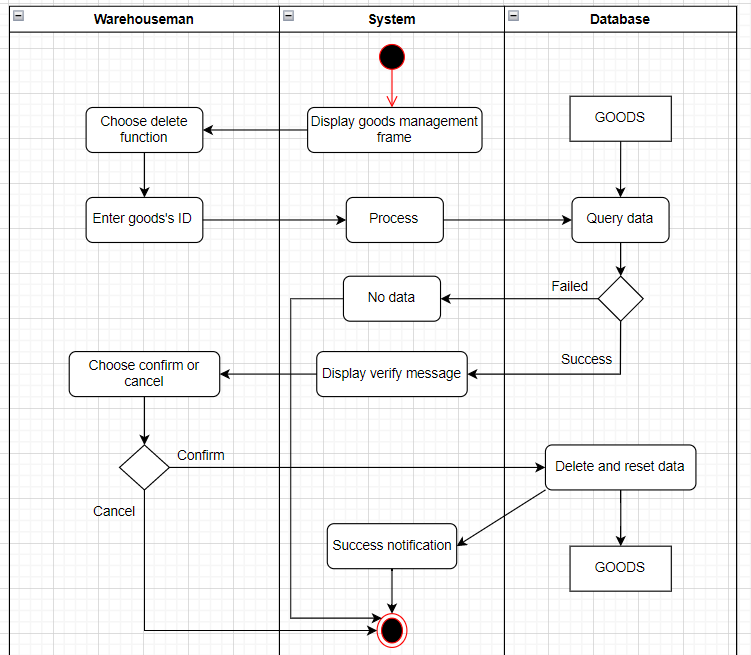 Warehouseman
System
Database
Choose delete
function
Display goods management
frame
GOODS
Enter goods's ID
Process
Query data
No data
Failed
Success
Choose confirm or
cancel
Display verify message
Confirm
Cancel
Delete and reset data
Success notification
GOODS